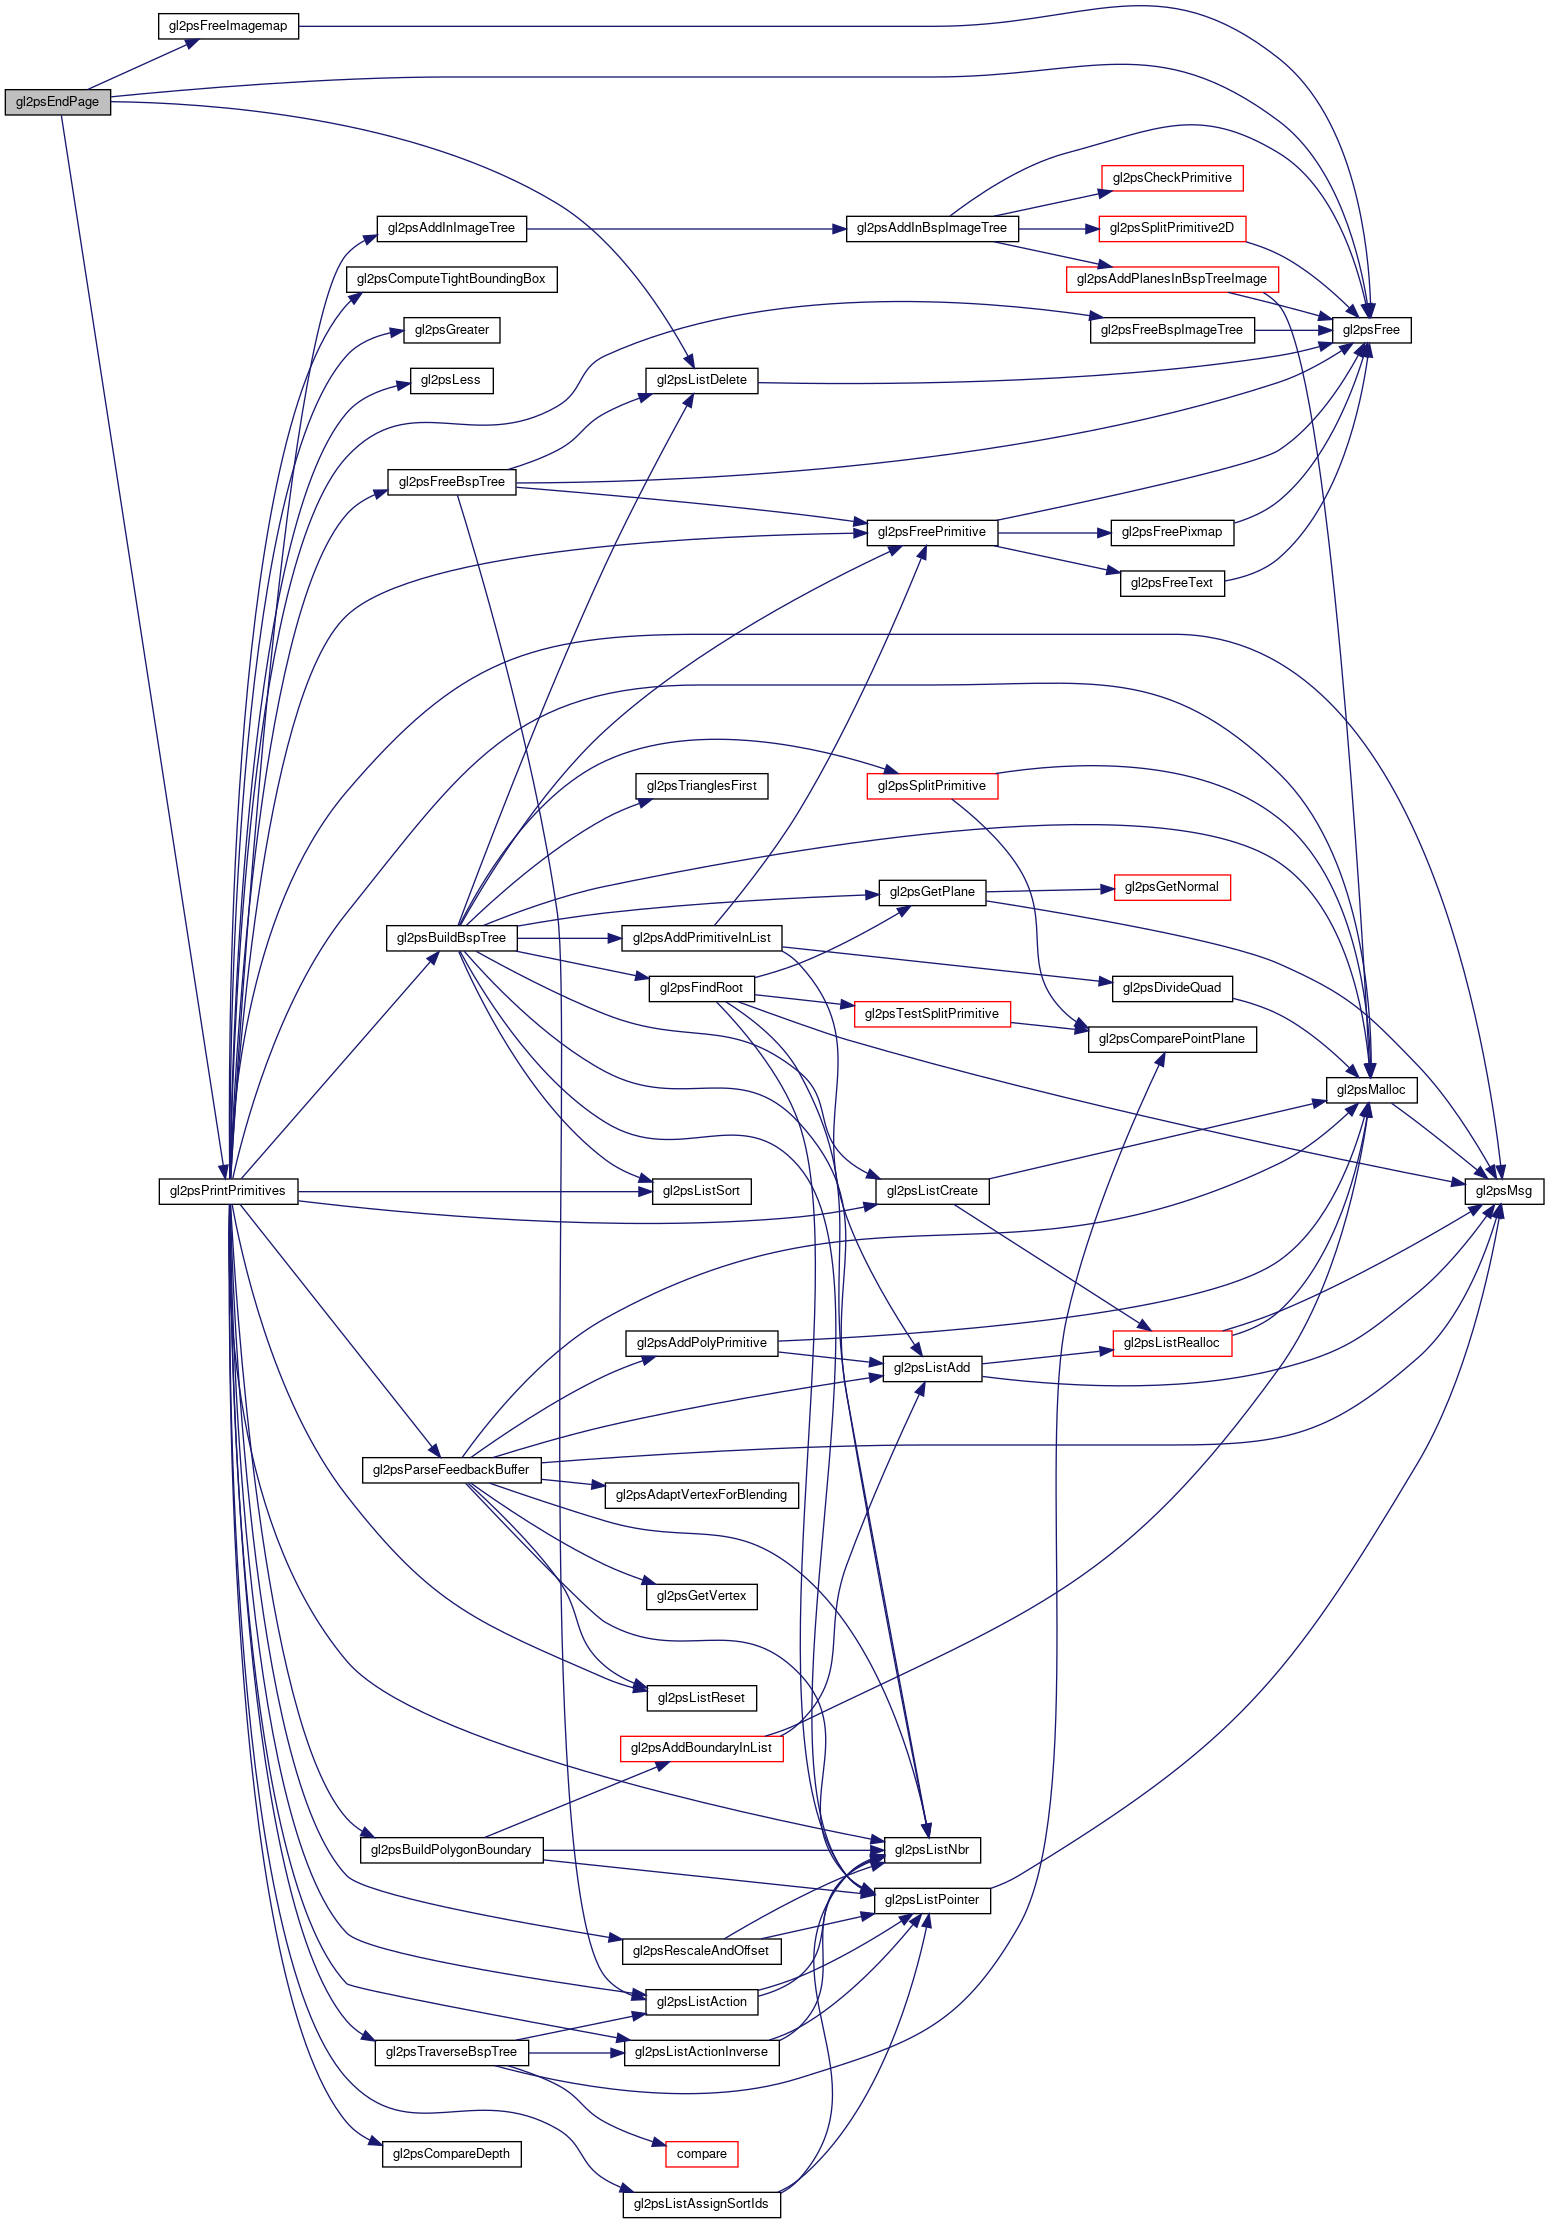 gl2psFreeImagemap
gl2psEndPage
gl2psCheckPrimitive
gl2psAddInImageTree
gl2psAddInBspImageTree
gl2psSplitPrimitive2D
gl2psComputeTightBoundingBox
gl2psAddPlanesInBspTreeImage
gl2psGreater
gl2psFreeBspImageTree
gl2psFree
gl2psLess
gl2psListDelete
gl2psFreeBspTree
gl2psFreePrimitive
gl2psFreePixmap
gl2psFreeText
gl2psTrianglesFirst
gl2psSplitPrimitive
gl2psGetPlane
gl2psGetNormal
gl2psBuildBspTree
gl2psAddPrimitiveInList
gl2psFindRoot
gl2psDivideQuad
gl2psTestSplitPrimitive
gl2psComparePointPlane
gl2psMalloc
gl2psPrintPrimitives
gl2psListSort
gl2psListCreate
gl2psMsg
gl2psAddPolyPrimitive
gl2psListRealloc
gl2psListAdd
gl2psParseFeedbackBuffer
gl2psAdaptVertexForBlending
gl2psGetVertex
gl2psListReset
gl2psAddBoundaryInList
gl2psBuildPolygonBoundary
gl2psListNbr
gl2psListPointer
gl2psRescaleAndOffset
gl2psListAction
gl2psTraverseBspTree
gl2psListActionInverse
gl2psCompareDepth
compare
gl2psListAssignSortIds